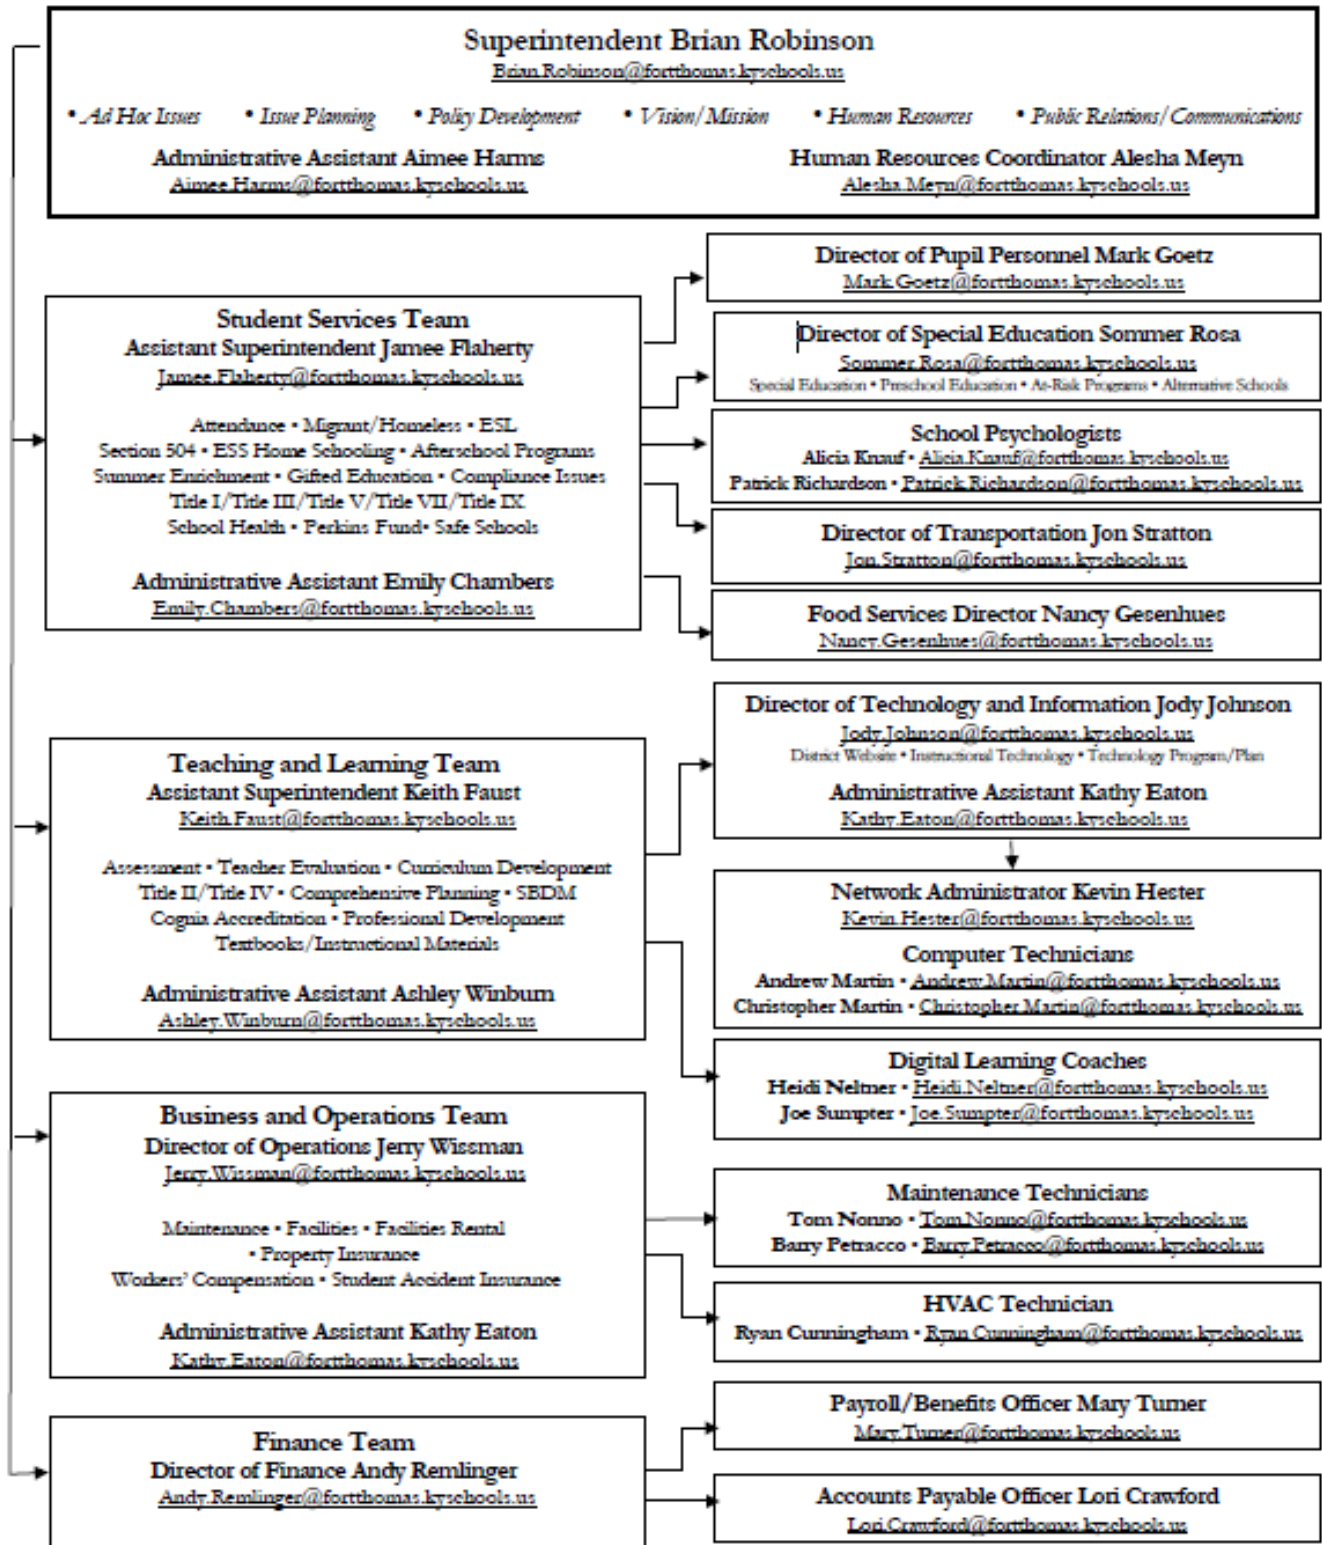 Superintendent Brian Robinson
Brian.Robinson@fortthomas.kyschools.us
• Ad Hoc Issues • Issue Planning • Policy Development • Vision/Mission • Human Resources • Public Relations/Communications
Administrative Assistant Aimee Harms
Aimee.Harms@fortthomas.kyschools.us
Human Resources Coordinator Alesha Meyn
Alesha.Meyn@fortthomas.kyschools.us
Student Services Team
Assistant Superintendent Jamee Flaherty
Jamee.Flaherty@fortthomas.kyschools.us
Attendance • Migrant/Homeless • ESL
Section 504 • ESS Home Schooling • Afterschool Programs
Summer Enrichment • Gifted Education • Compliance Issues
Title I/Title III/Title V/Title VII/Title IX
School Health • Perkins Fund• Safe Schools
Administrative Assistant Emily Chambers
Emily.Chambers@fortthomas.kyschools.us
Director of Pupil Personnel Mark Goetz
Mark.Goetz@fortthomas.kyschools.us
Director of Special Education Sommer Rosa
Sommer.Rosa@fortthomas.kyschools.us
Special Education • Preschool Education • At-Risk Programs • Alternative Schools
School Psychologists
Alicia Knauf • Alicia.Knauf@fortthomas.kyschools.us
Patrick Richardson • Patrick.Richardson@fortthomas.kyschools.us
Director of Transportation Jon Stratton
Jon.Stratton@fortthomas.kyschools.us
Food Services Director Nancy Gesenhues
Nancy.Gesenhues@fortthomas.kyschools.us
Teaching and Learning Team
Assistant Superintendent Keith Faust
Keith.Faust@fortthomas.kyschools.us
Assessment • Teacher Evaluation • Curriculum Development
Title II/Title IV • Comprehensive Planning • SBDM
Cognia Accreditation • Professional Development
Textbooks/Instructional Materials
Administrative Assistant Ashley Winburn
Ashley.Winburn@fortthomas.kyschools.us
Director of Technology and Information Jody Johnson
Jody.Johnson@fortthomas.kyschools.us
District Website • Instructional Technology • Technology Program/Plan
Administrative Assistant Kathy Eaton
Kathy.Eaton@fortthomas.kyschools.us
Network Administrator Kevin Hester
Kevin.Hester@fortthomas.kyschools.us
Computer Technicians
Andrew Martin • Andrew.Martin@fortthomas.kyschools.us
Christopher Martin • Christopher.Martin@fortthomas.kyschools.us
Digital Learning Coaches
Heidi Neltner • Heidi.Neltner@fortthomas.kyschools.us
Joe Sumpter • Joe.Sumpter@fortthomas.kyschools.us
Business and Operations Team
Director of Operations Jerry Wissman
Jerry.Wissman@fortthomas.kyschools.us
Maintenance • Facilities • Facilities Rental
• Property Insurance
Workers' Compensation • Student Accident Insurance
Administrative Assistant Kathy Eaton
Kathy.Eaton@fortthomas.kyschools.us
Maintenance Technicians
Tom Nonno • Tom.Nonno@fortthomas.kyschools.us
Barry Petracco • Barry.Petracco@fortthomas.kyschools.us
HVAC Technician
Ryan Cunningham • Ryan.Cunningham@fortthomas.kyschools.us
Finance Team
Director of Finance Andy Remlinger
Andy.Remlinger@fortthomas.kyschools.us
Payroll/Benefits Officer Mary Turner
Mary.Turner@fortthomas.kyschools.us
Accounts Payable Officer Lori Crawford
Lori.Crawford@fortthomas.kyschools.us